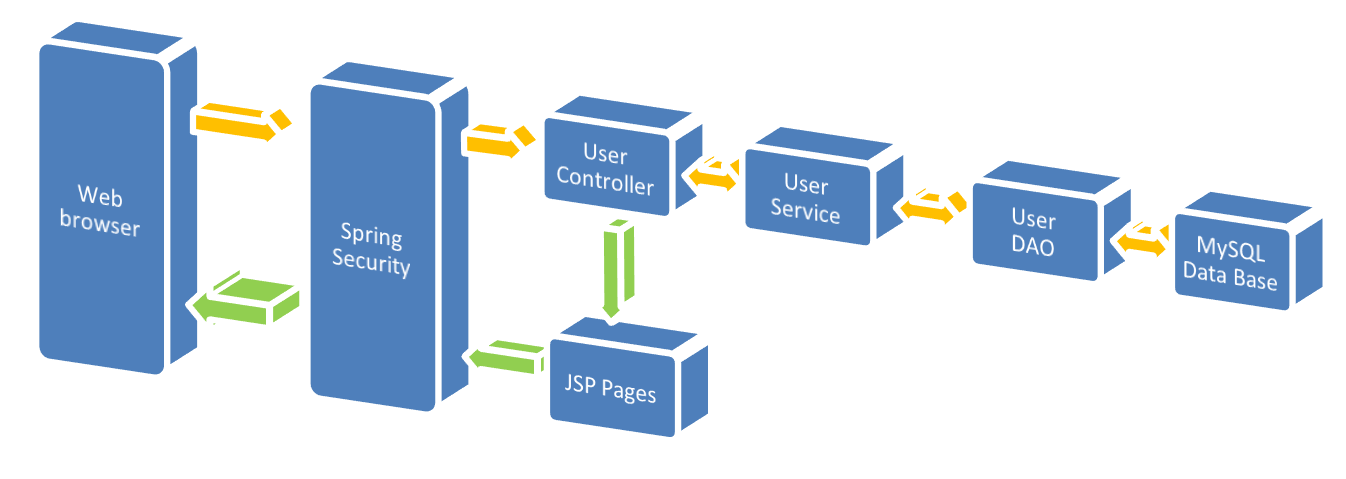 Web
browser
Spring
Security
User
Controller
User
Service
User
DAO
MySQL
Data Base
JSP Pages